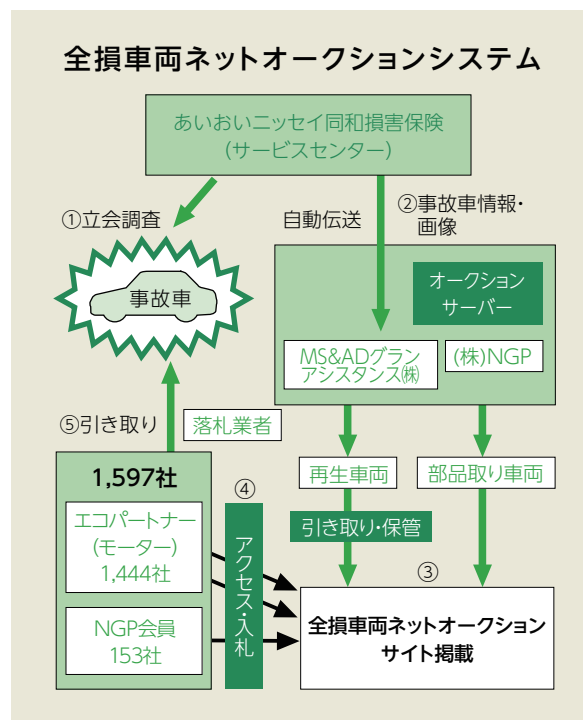 全損車両ネットオークションシステム
あいおいニッセイ同和損害保険
(サービスセンター)
①立会調査
自動伝送
②事故車情報・
画像
事故車
オークション
サーバー
MS&ADグラン
アシスタンス㈱
(株)NGP
⑤引き取り
落札業者
再生車両
部品取り車両
1,597社
④
引き取り・保管
エコパートナー
(モーター)
1,444社
アクセス・入札
③
NGP会員
153社
全損車両ネットオークション
サイト掲載